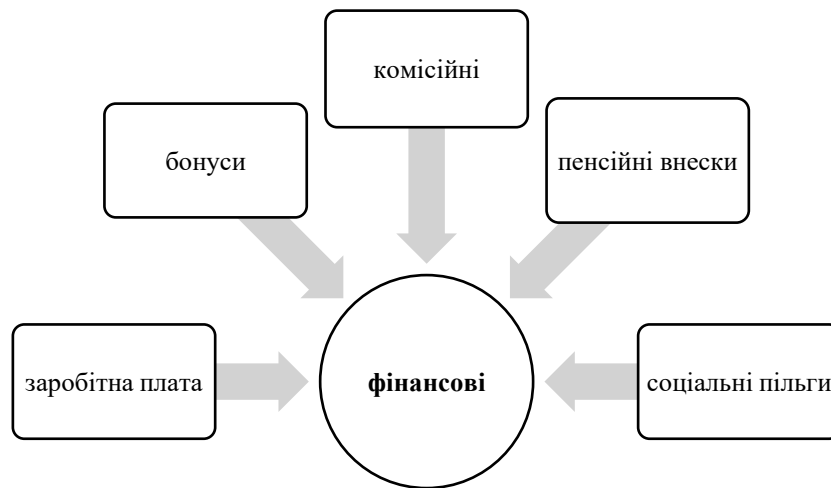 комісійні
бонуси
пенсійні внески
заробітна плата
фінансові
соціальні пільги